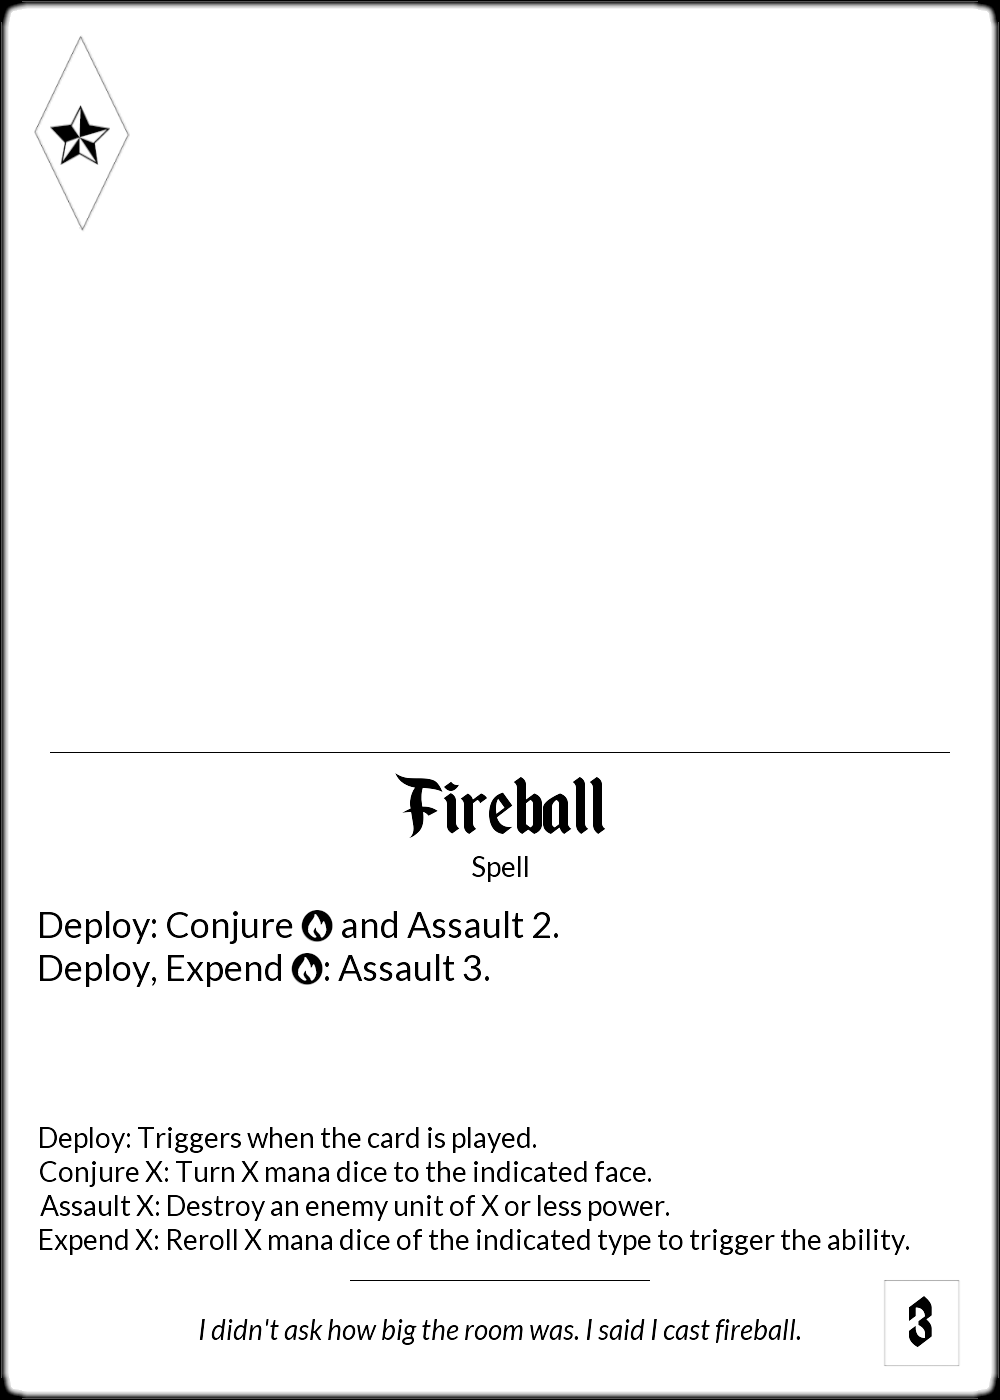 Fireball
Spell
Deploy: Conjure and Assault 2.
Deploy, Expend : Assault 3.
Deploy: Triggers when the card is played.
Conjure X: Turn X mana dice to the indicated face.
Assault X: Destroy an enemy unit of X or less power.
Expend X: Reroll X mana dice of the indicated type to trigger the ability.
I didn't ask how big the room was. I said I cast fireball.
3